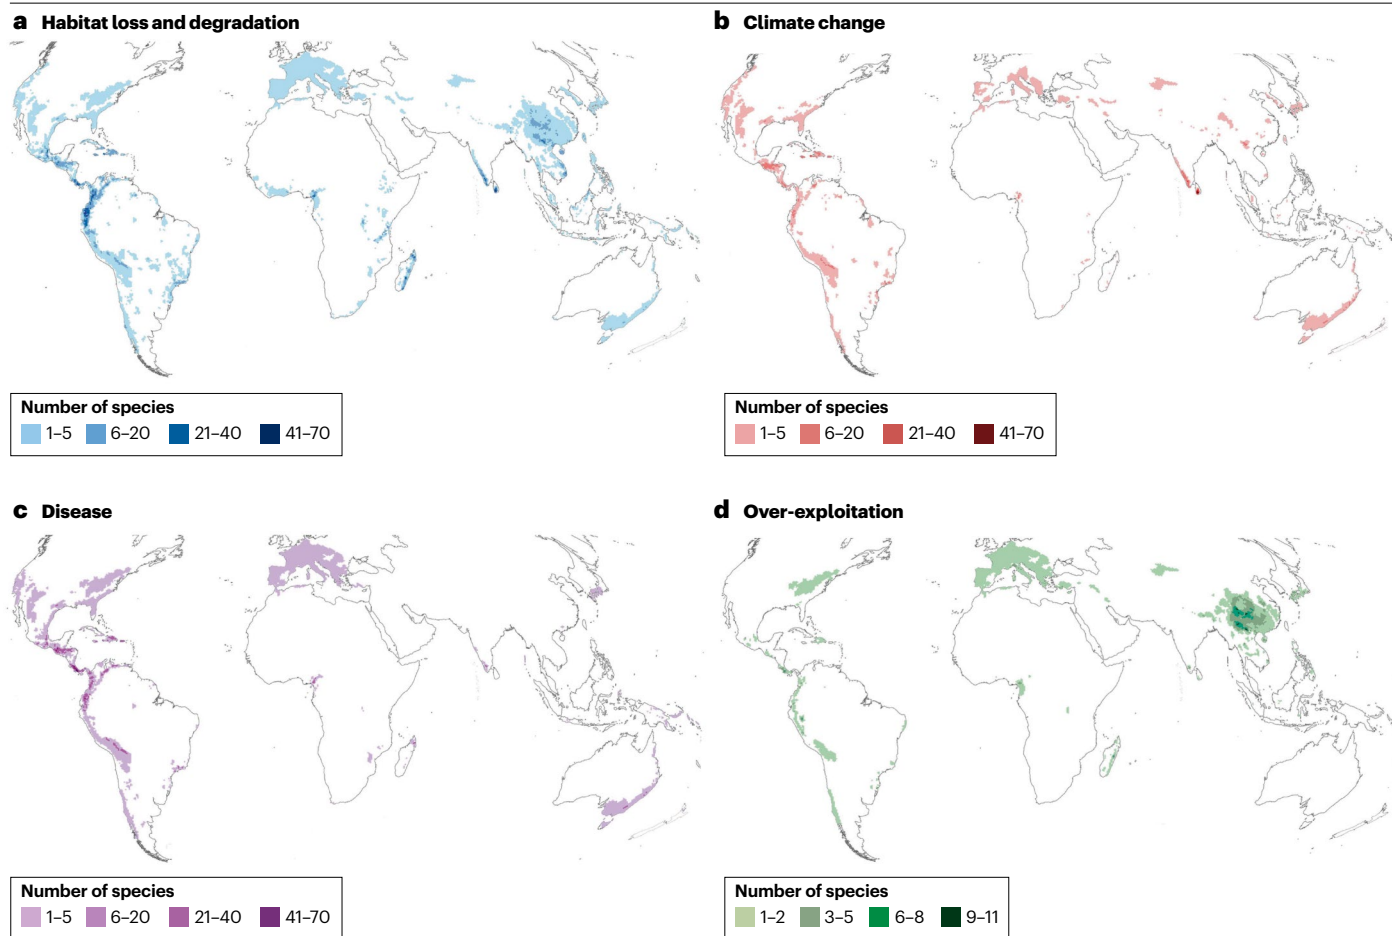 a Habitat loss and degradation
b Climate change
Number of species
1–5 6–20 21–40 41–70
Number of species
1–5 6–20 21–40 41–70
c Disease
d Over-exploitation
Number of species
1–5 6–20 21–40 41–70
Number of species
1–2 3–5 6–8 9–11